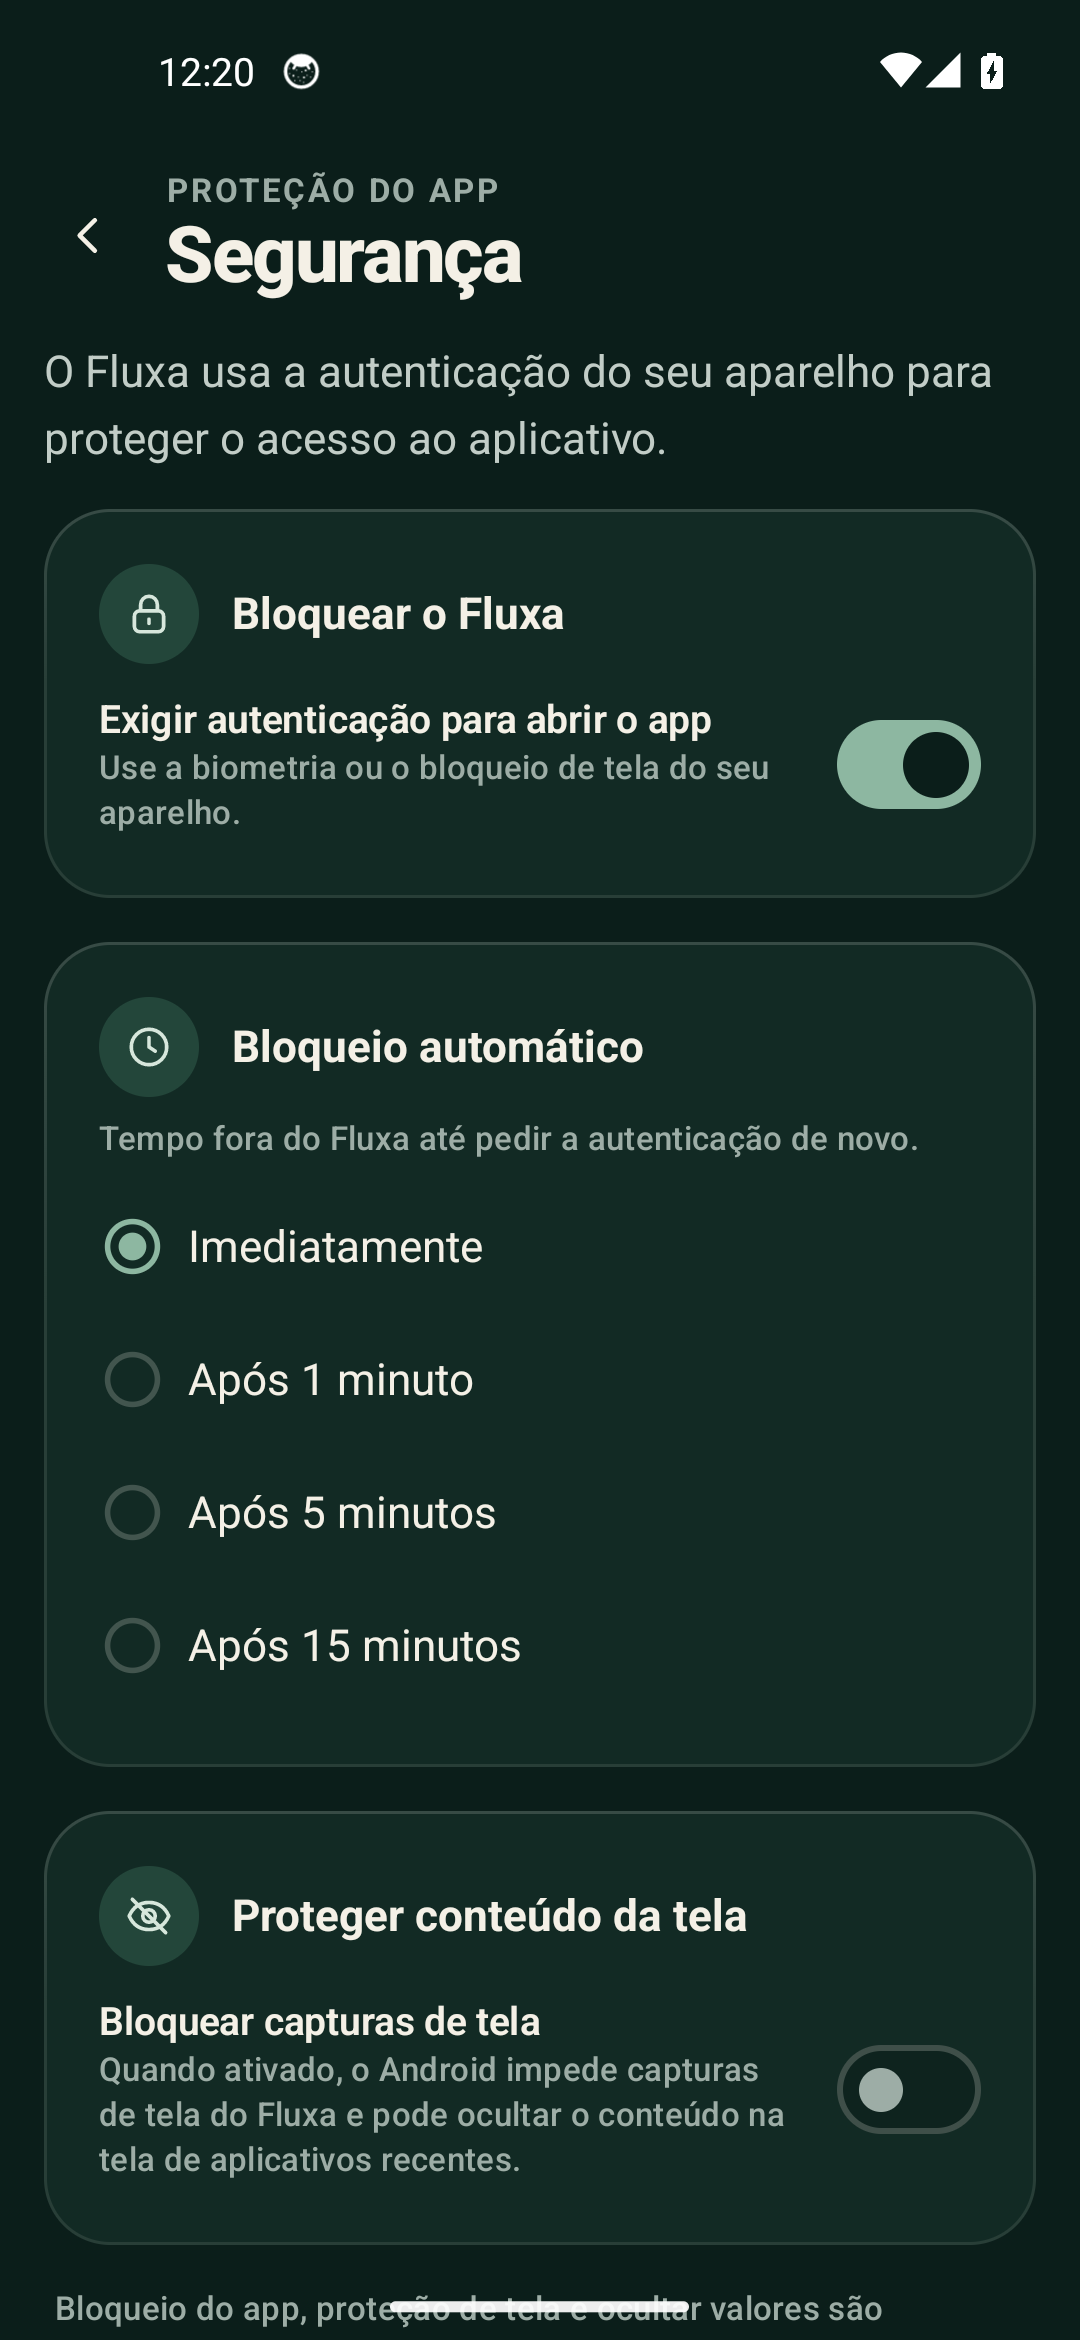 12:20
PROTEÇÃO DO APP
Segurança
O Fluxa usa a autenticação do seu aparelho para
proteger o acesso ao aplicativo.
Bloquear o Fluxa
Exigir autenticação para abrir o app
Use a biometria ou o bloqueio de tela do seu
aparelho.
Bloqueio automático
Tempo fora do Fluxa até pedir a autenticação de novo.
Imediatamente
Após 1 minuto
Após 5 minutos
Após 15 minutos
Proteger conteúdo da tela
Bloquear capturas de tela
Quando ativado, o Android impede capturas
de tela do Fluxa e pode ocultar o conteúdo na
tela de aplicativos recentes.
Bloqueio do app, proteção de tela e ocultar valores são